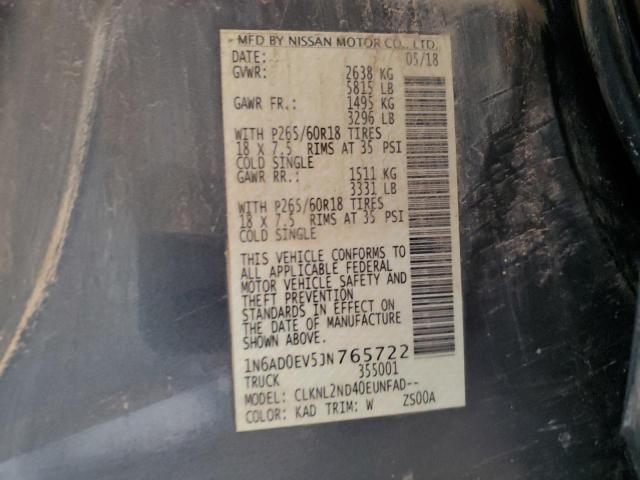 MFD BY NISSAN MOTOR CO., LTD.
DATE: 05/18
GVWR: 2638 KG
5815 LB
GAWR FR.: 1495 KG
3296 LB
WITH P265/60R18 TIRES
18 X 7.5 RIMS AT 35 PSI
COLD SINGLE
GAWR RR.: 1511 KG
3331 LB
WITH P265/60R18 TIRES
18 X 7.5 RIMS AT 35 PSI
COLD SINGLE
THIS VEHICLE CONFORMS TO
ALL APPLICABLE FEDERAL
MOTOR VEHICLE SAFETY AND
THEFT PREVENTION
STANDARDS IN EFFECT ON
THE DATE OF MANUFACTURE
SHOWN ABOVE.
1N6AD0EV5JN765722
TRUCK 355001
MODEL: CLKNL2ND40EUNFAD--
COLOR: KAD TRIM: W ZS00A